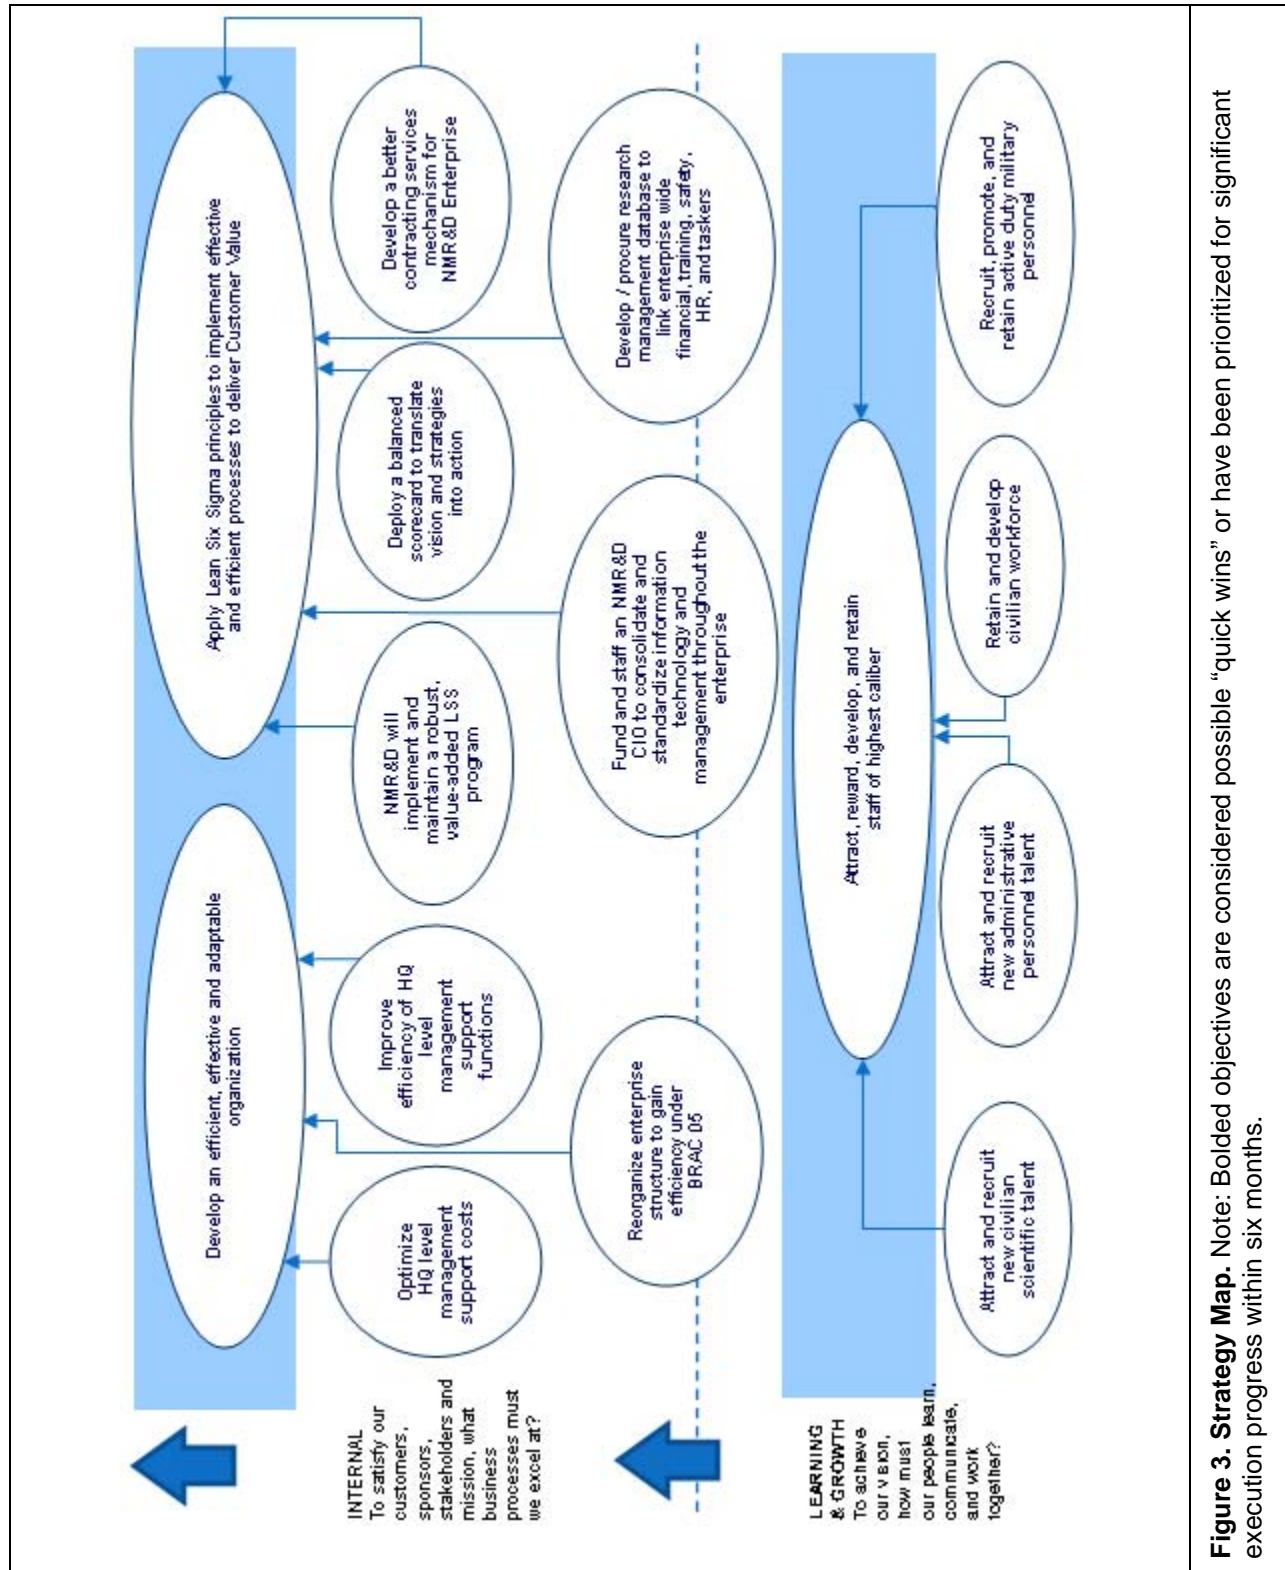 Develop an efficient, effective and adaptable
organization
Apply Lean Six Sigma principles to implement effective
and efficient processes to deliver Customer Value
INTERNAL
To satisfy our
customers,
sponsors,
stakeholders and
mission, what
business
processes must
we excel at?
Optimize
HQ level
management
support costs
Improve
efficiency of HQ
level
management
support
functions
NMR&D will
implement and
maintain a robust,
value-added LSS
program
Deploy a balanced
scorecard to translate
vision and strategies
into action
Develop a better
contracting services
mechanism for
NMR&D Enterprise
Reorganize enterprise
structure to gain
efficiency under
BRAC 05
Fund and staff an NMR&D
CIO to consolidate and
standardize information
technology and
management throughout the
enterprise
Develop / procure research
management database to
link enterprise wide
financial, training, safety,
HR, and taskers
LEARNING
& GROWTH
To achieve
our vision,
how must
our people learn,
communicate,
and work
together?
Attract, reward, develop, and retain
staff of highest caliber
Attract and recruit
new civilian
scientific talent
Attract and recruit
new administrative
personnel talent
Retain and develop
civilian workforce
Recruit, promote, and
retain active duty military
personnel
Figure 3. Strategy Map. Note: Bolded objectives are considered possible “quick wins” or have been prioritized for significant
execution progress within six months.